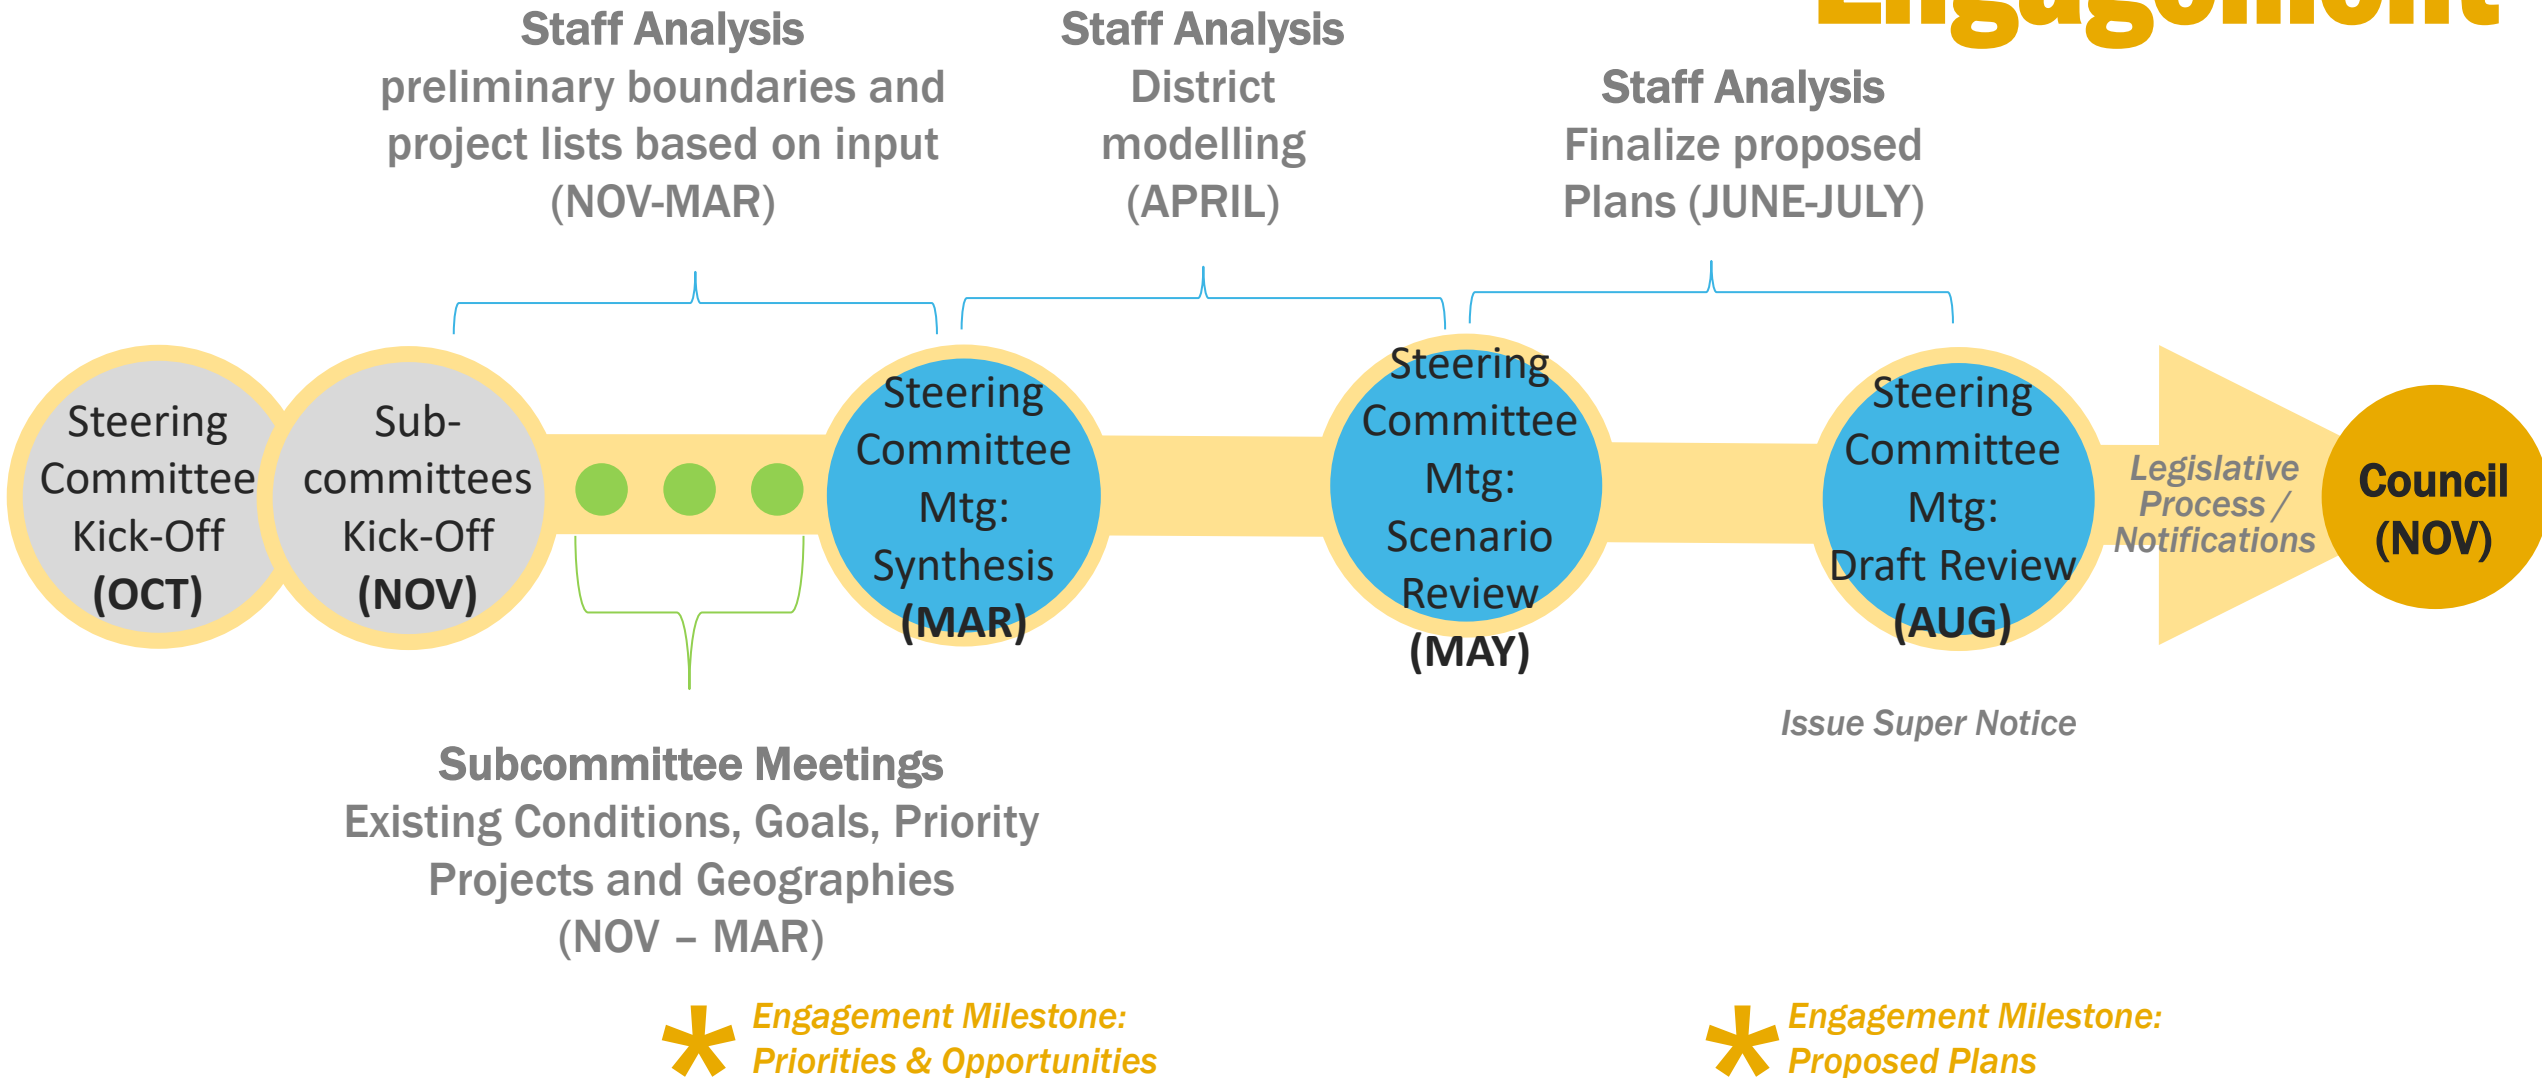 Engagement
Staff Analysis
preliminary boundaries and
project lists based on input
(NOV-MAR)
Staff Analysis
District
modelling
(APRIL)
Staff Analysis
Finalize proposed
Plans (JUNE-JULY)
Steering
Committee
Kick-Off
(OCT)
Sub-
committees
Kick-Off
(NOV)
Steering
Committee
Mtg:
Synthesis
(MAR)
Steering
Committee
Mtg:
Scenario
Review
(MAY)
Steering
Committee
Mtg:
Draft Review
(AUG)
Legislative
Process /
Notifications
Council
(NOV)
Issue Super Notice
Subcommittee Meetings
Existing Conditions, Goals, Priority
Projects and Geographies
(NOV – MAR)
* Engagement Milestone:
Priorities & Opportunities
* Engagement Milestone:
Proposed Plans